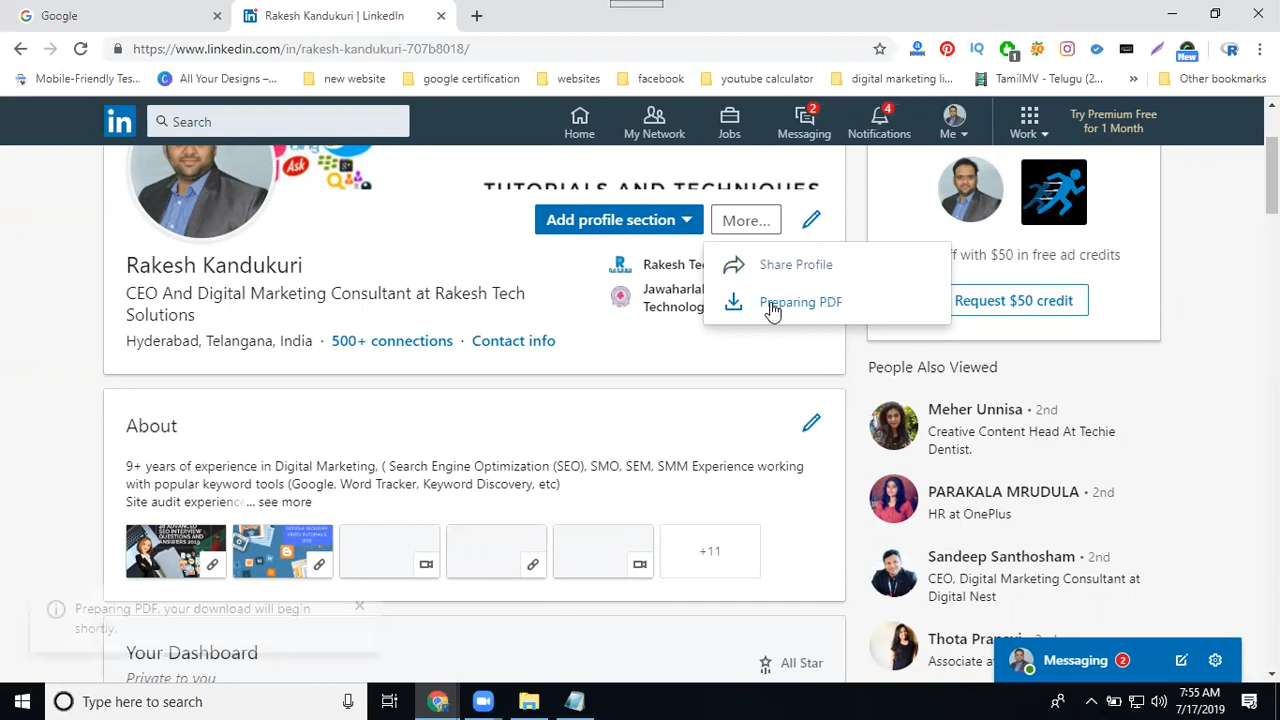 Google
Rakesh Kandukuri | LinkedIn
https://www.linkedin.com/in/rakesh-kandukuri-707b8018/
1
New
Mobile-Friendly Tes...
All Your Designs –...
new website
google certification
websites
facebook
youtube calculator
digital marketing li...
TamilMV - Telugu (2...
Other bookmarks
in
Search
Home
My Network
Jobs
2
Messaging
4
Notifications
Me
Work
Try Premium Free
for 1 Month
Ask
TUTORIALS AND TECHNIQUES
Add profile section
More...
Share Profile
Preparing PDF
Rakesh Kandukuri
CEO And Digital Marketing Consultant at Rakesh Tech
Solutions
Hyderabad, Telangana, India · 500+ connections · Contact info
Rakesh Te
Jawaharlal
Technolog
f with $50 in free ad credits
Request $50 credit
People Also Viewed
Meher Unnisa • 2nd
Creative Content Head At Techie
Dentist.
PARAKALA MRUDULA • 2nd
HR at OnePlus
Sandeep Santhosham • 2nd
CEO, Digital Marketing Consultant at
Digital Nest
Associate a
About
9+ years of experience in Digital Marketing, ( Search Engine Optimization (SEO), SMO, SEM, SMM Experience working
with popular keyword tools (Google, Word Tracker, Keyword Discovery, etc)
Site audit experience... see more
+11
Preparing PDF, your download will begin
shortly.
Your Dashboard
Private to you
All Star
Messaging 2
Type here to search
7:55 AM
7/17/2019